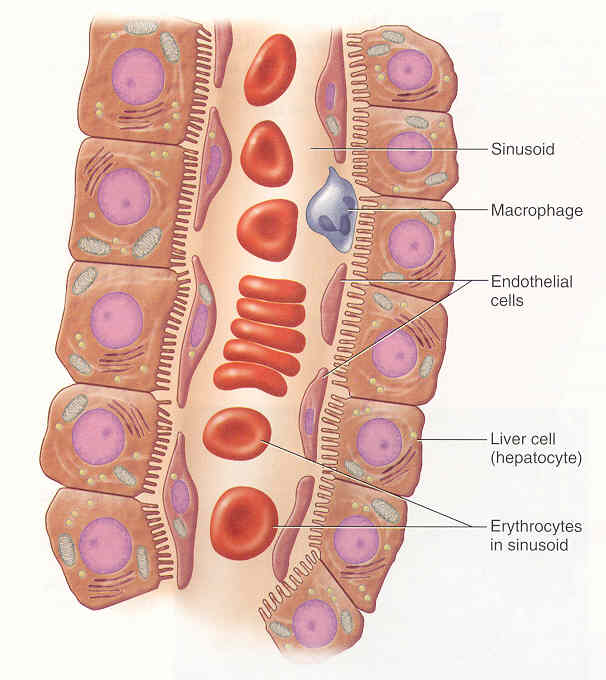 Sinusoid
Macrophage
Endothelial
cells
Liver cell
(hepatocyte)
Erythrocytes
in sinusoid